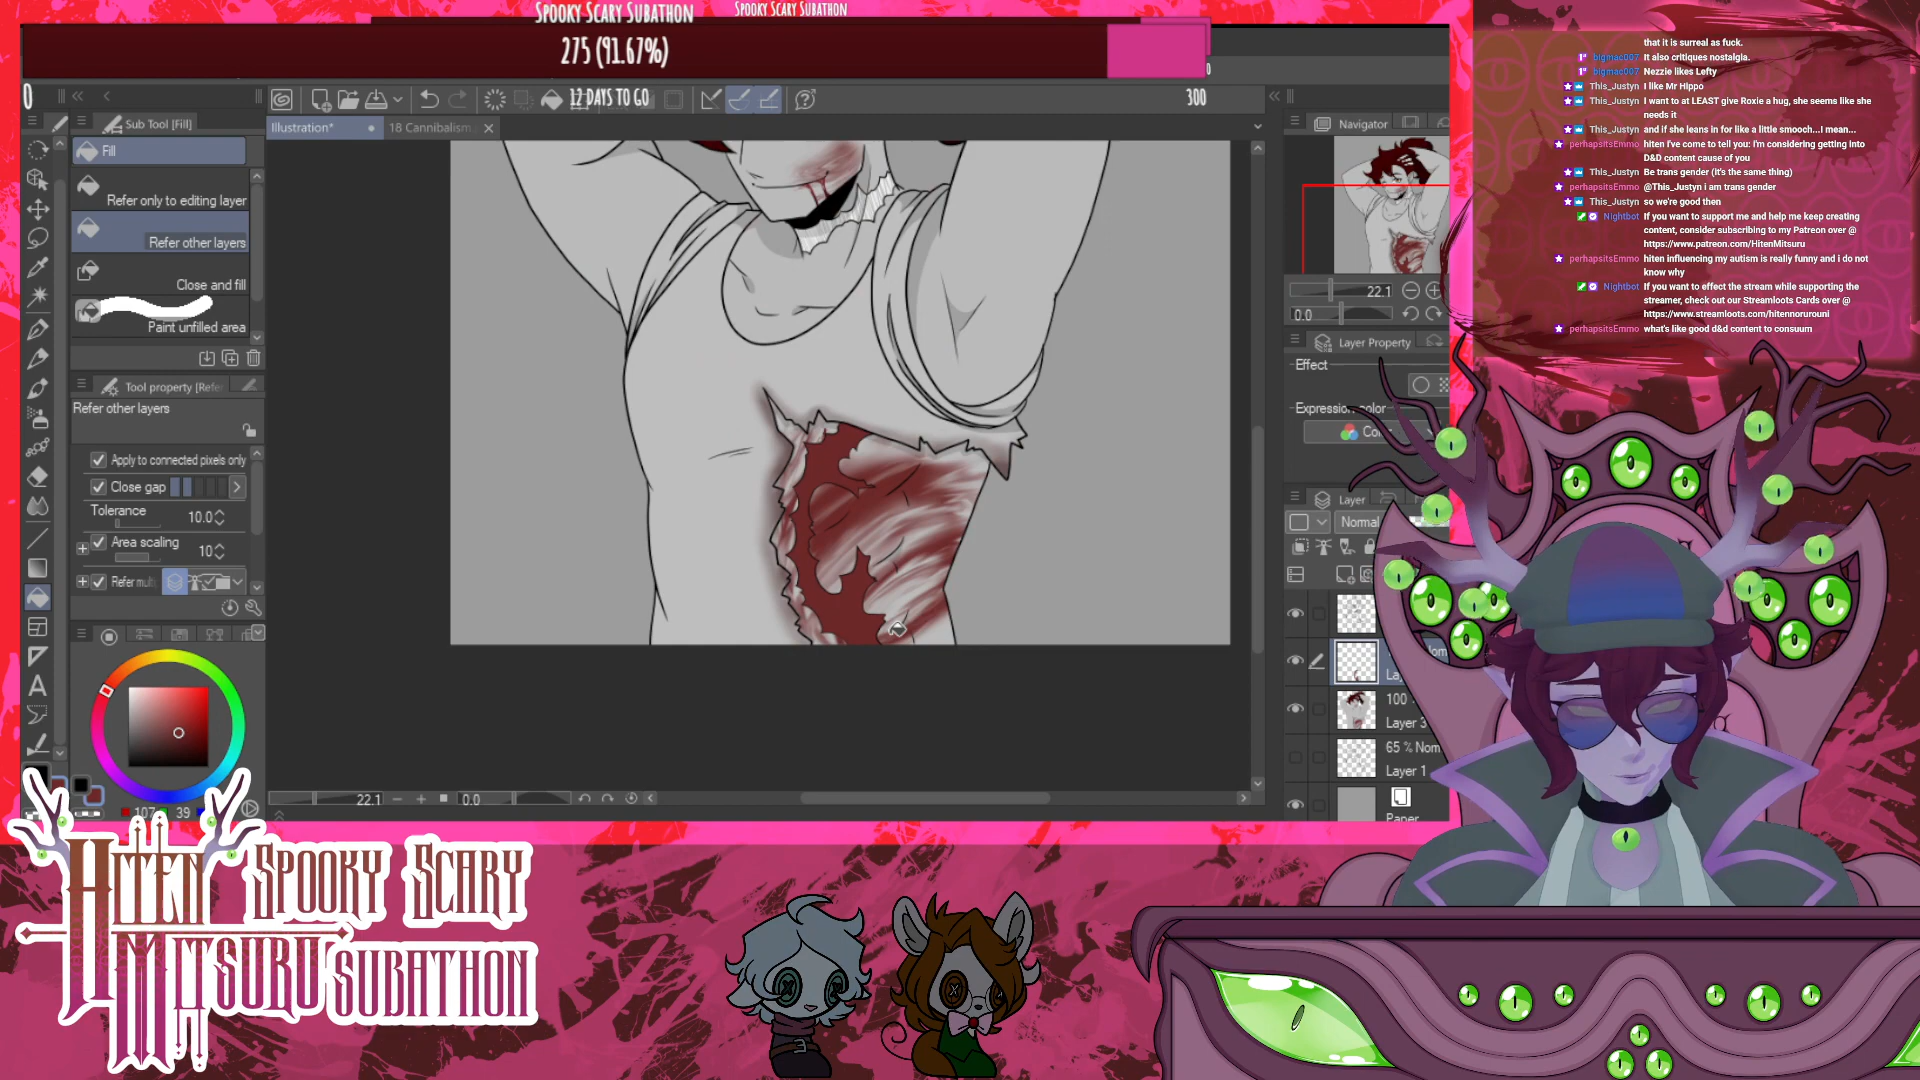 Spooky Scary Subathon
Spooky Scary Subathon
275 (91.67%)
0
0
12 DAYS TO GO
300
Sub Tool [Fill]
Illustration*
18 Cannibalism
Navigator
Fill
Refer only to editing layer
Refer other layers
Close and fill
Paint unfilled area
22.1
0.0
Layer Property
Effect
Expression color
Tool property [Refe
Refer other layers
Apply to connected pixels only
Close gap
Tolerance
10.0
Area scaling
10
Refer mul
Layer
Normal
100
Layer 3
65 % Nom
Layer 1
Paper
22.1
0.0
107
39
that it is surreal as fuck.
bigmac007 It also critiques nostalgia.
bigmac007 Nezzie likes Lefty
This_Justyn I like Mr Hippo
This_Justyn I want to at LEAST give Roxie a hug, she seems like she
needs it
This_Justyn and if she leans in for like a little smooch...I mean...
perhapsitsEmmo hiten I've come to tell you: I'm considering getting into
D&D content cause of you
This_Justyn Be trans gender (it's the same thing)
perhapsitsEmmo @This_Justyn i am trans gender
This_Justyn so we're good then
Nightbot If you want to support me and help me keep creating
content, consider subscribing to my Patreon over @
https://www.patreon.com/HitenMitsuru
perhapsitsEmmo hiten influencing my autism is really funny and i do not
know why
Nightbot If you want to effect the stream while supporting the
streamer, check out our Streamloots Cards over @
https://www.streamloots.com/hitennorurouni
perhapsitsEmmo what's like good d&d content to consuum
Hiten
Mitsuru
Spooky Scary
Subathon